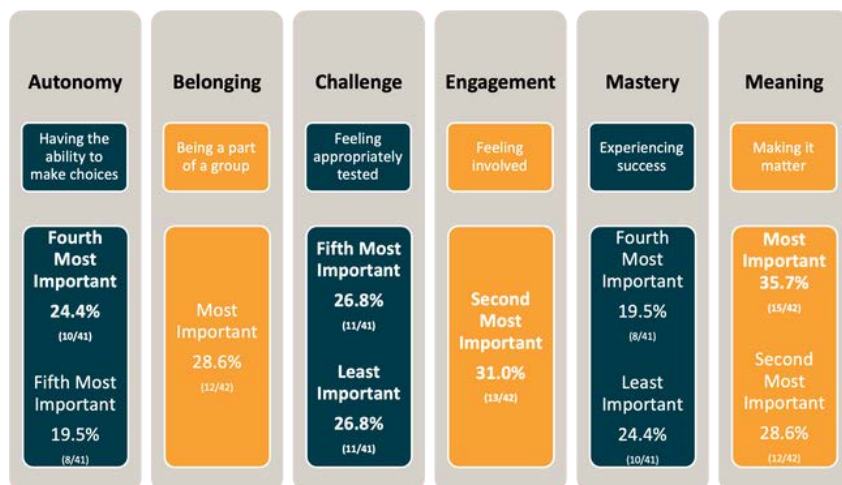 Autonomy
Having the
ability to
make choices
Fourth
Most
Important
24.4%
(10/41)
Fifth Most
Important
19.5%
(8/41)
Belonging
Being a part
of a group
Most
Important
28.6%
(12/42)
Challenge
Feeling
appropriately
tested
Fifth Most
Important
26.8%
(11/41)
Least
Important
26.8%
(11/41)
Engagement
Feeling
involved
Second
Most
Important
31.0%
(13/42)
Mastery
Experiencing
success
Fourth
Most
Important
19.5%
(8/41)
Least
Important
24.4%
(10/41)
Meaning
Making it
matter
Most
Important
35.7%
(15/42)
Second
Most
Important
28.6%
(12/42)